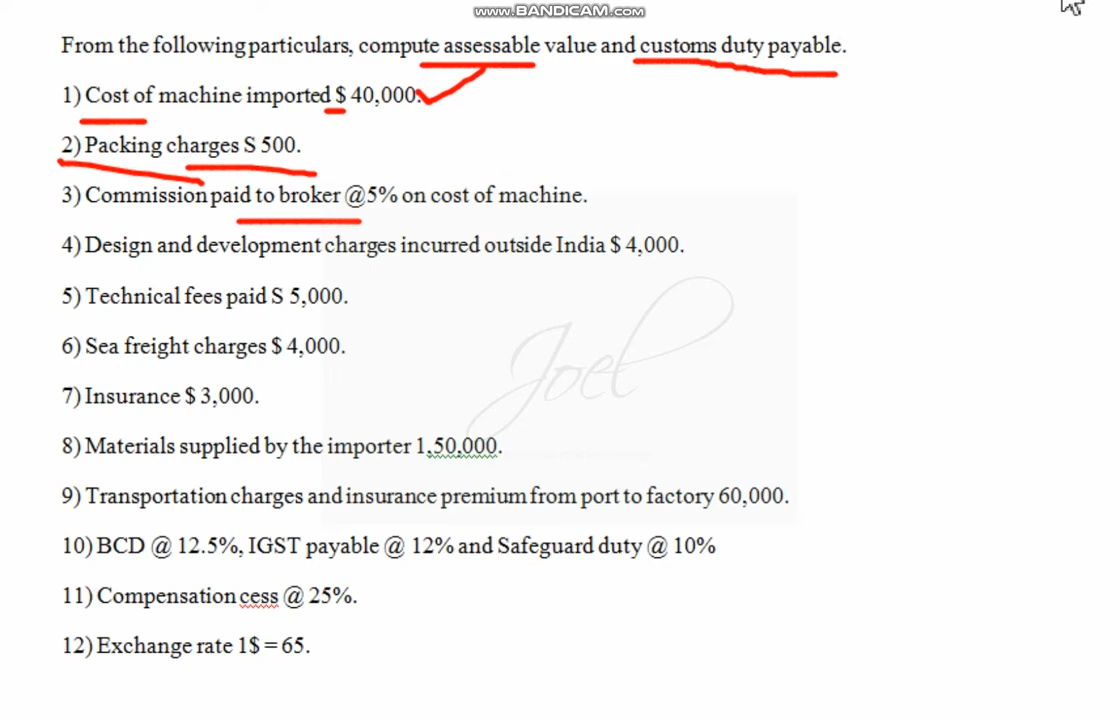 www.BANDICAM.com
From the following particulars, compute assessable value and customs duty payable.
1) Cost of machine imported $ 40,000.
2) Packing charges S 500.
3) Commission paid to broker @5% on cost of machine.
4) Design and development charges incurred outside India $ 4,000.
5) Technical fees paid S 5,000.
6) Sea freight charges $ 4,000.
7) Insurance $ 3,000.
8) Materials supplied by the importer 1,50,000.
9) Transportation charges and insurance premium from port to factory 60,000.
10) BCD @ 12.5%, IGST payable @ 12% and Safeguard duty @ 10%
11) Compensation cess @ 25%.
12) Exchange rate 1$ = 65.
Joel